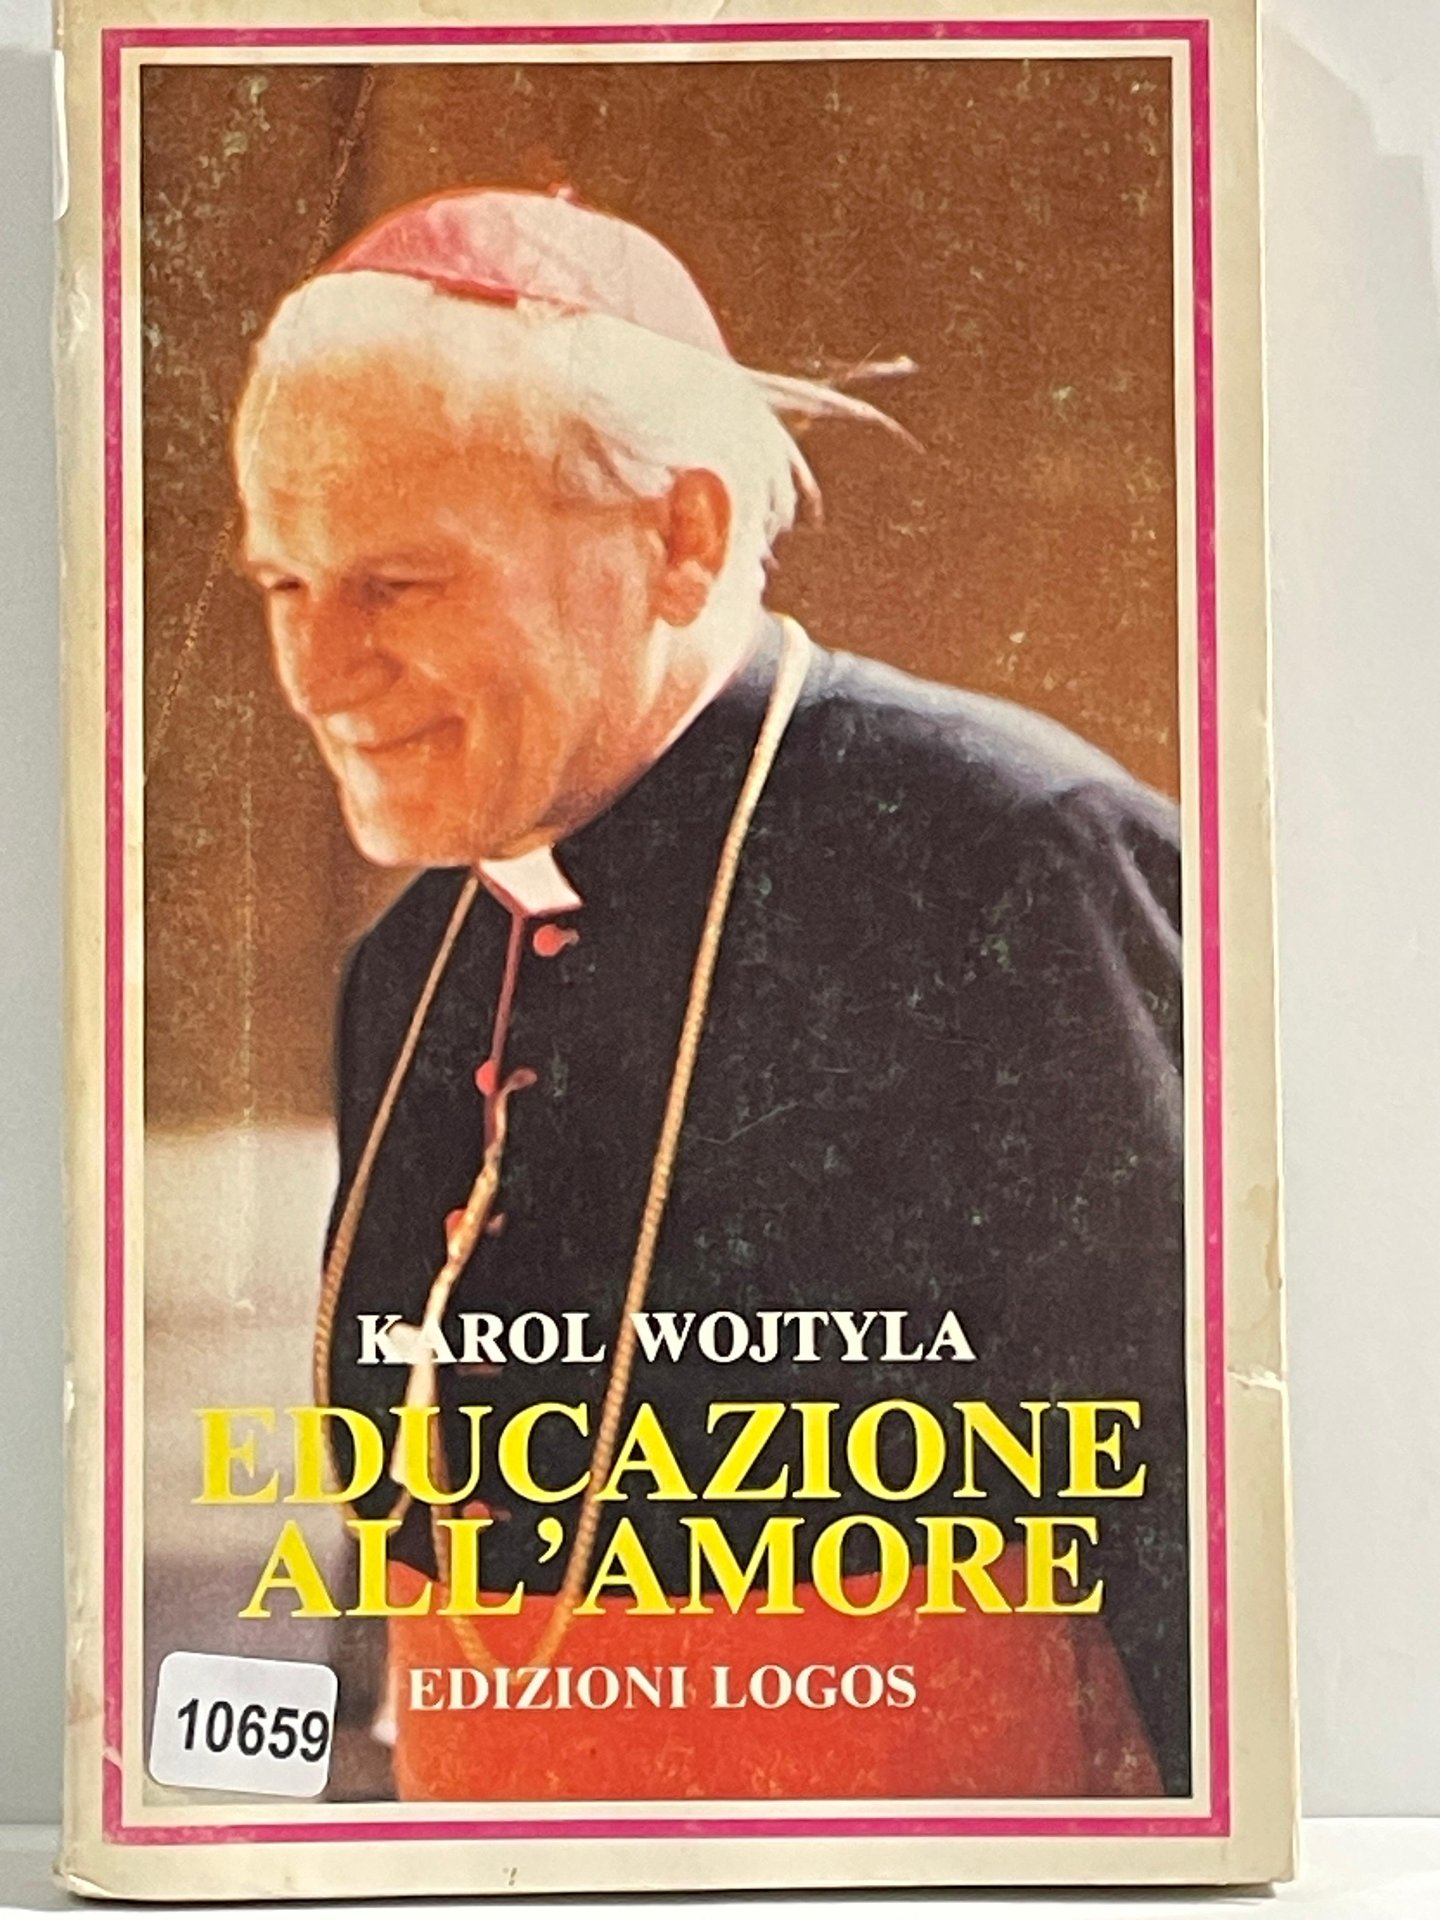 KAROL WOJTYLA
EDUCAZIONE
ALL'AMORE
EDIZIONI LOGOS
10659